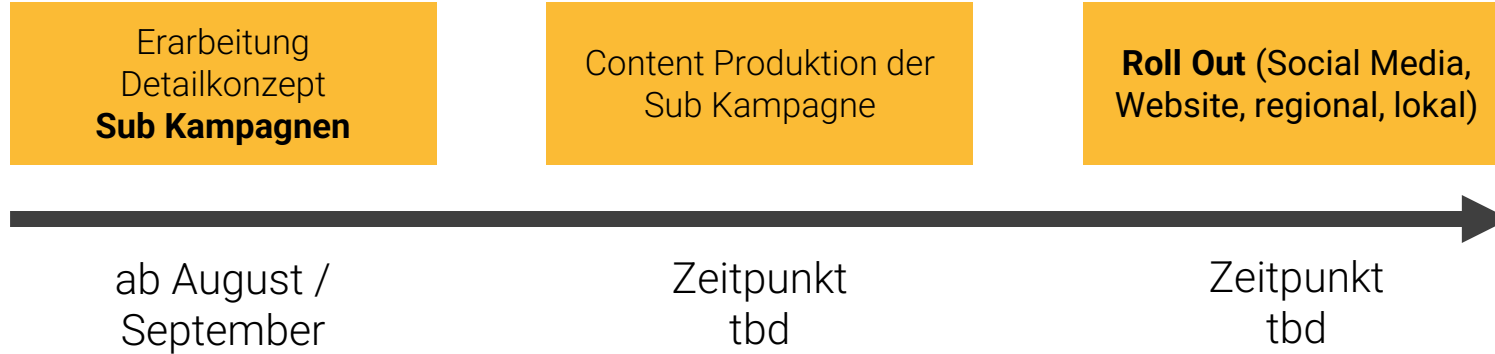 Erarbeitung
Detailkonzept
Sub Kampagnen
Content Produktion der
Sub Kampagne
Roll Out (Social Media,
Website, regional, lokal)
ab August /
September
Zeitpunkt
tbd
Zeitpunkt
tbd